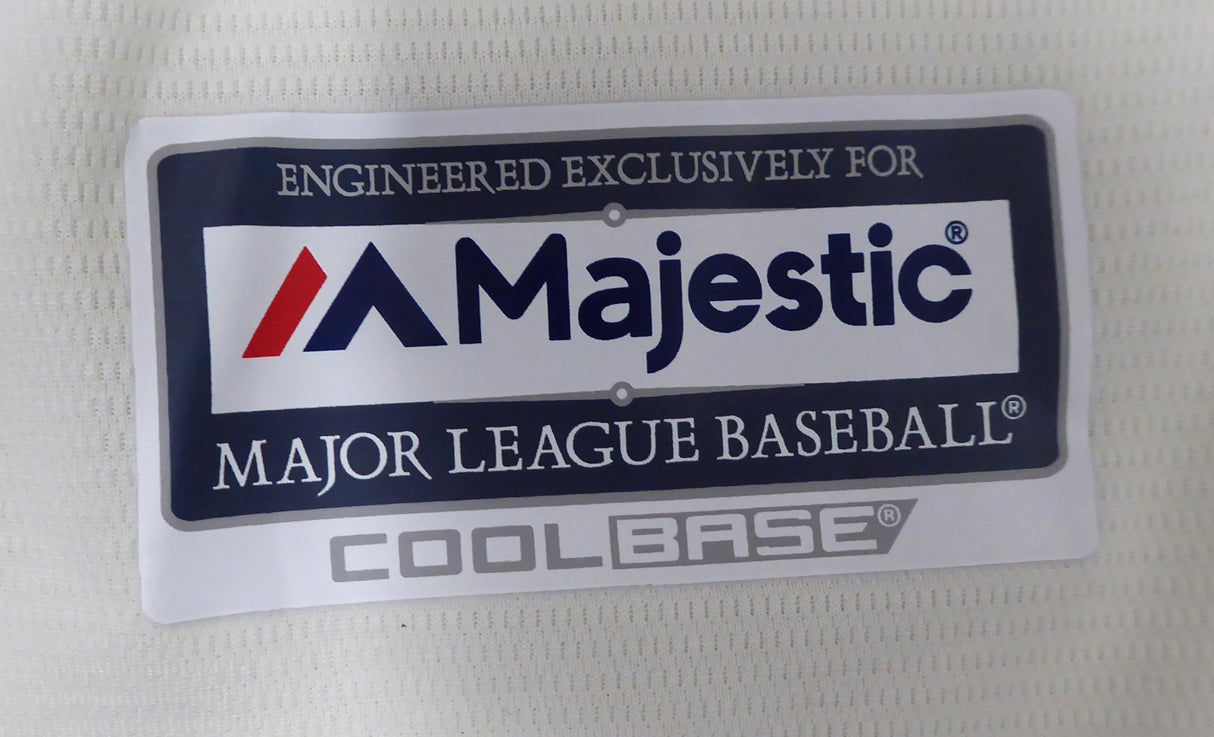 ENGINEERED EXCLUSIVELY FOR
Majestic®
MAJOR LEAGUE BASEBALL®
COOLBASE®